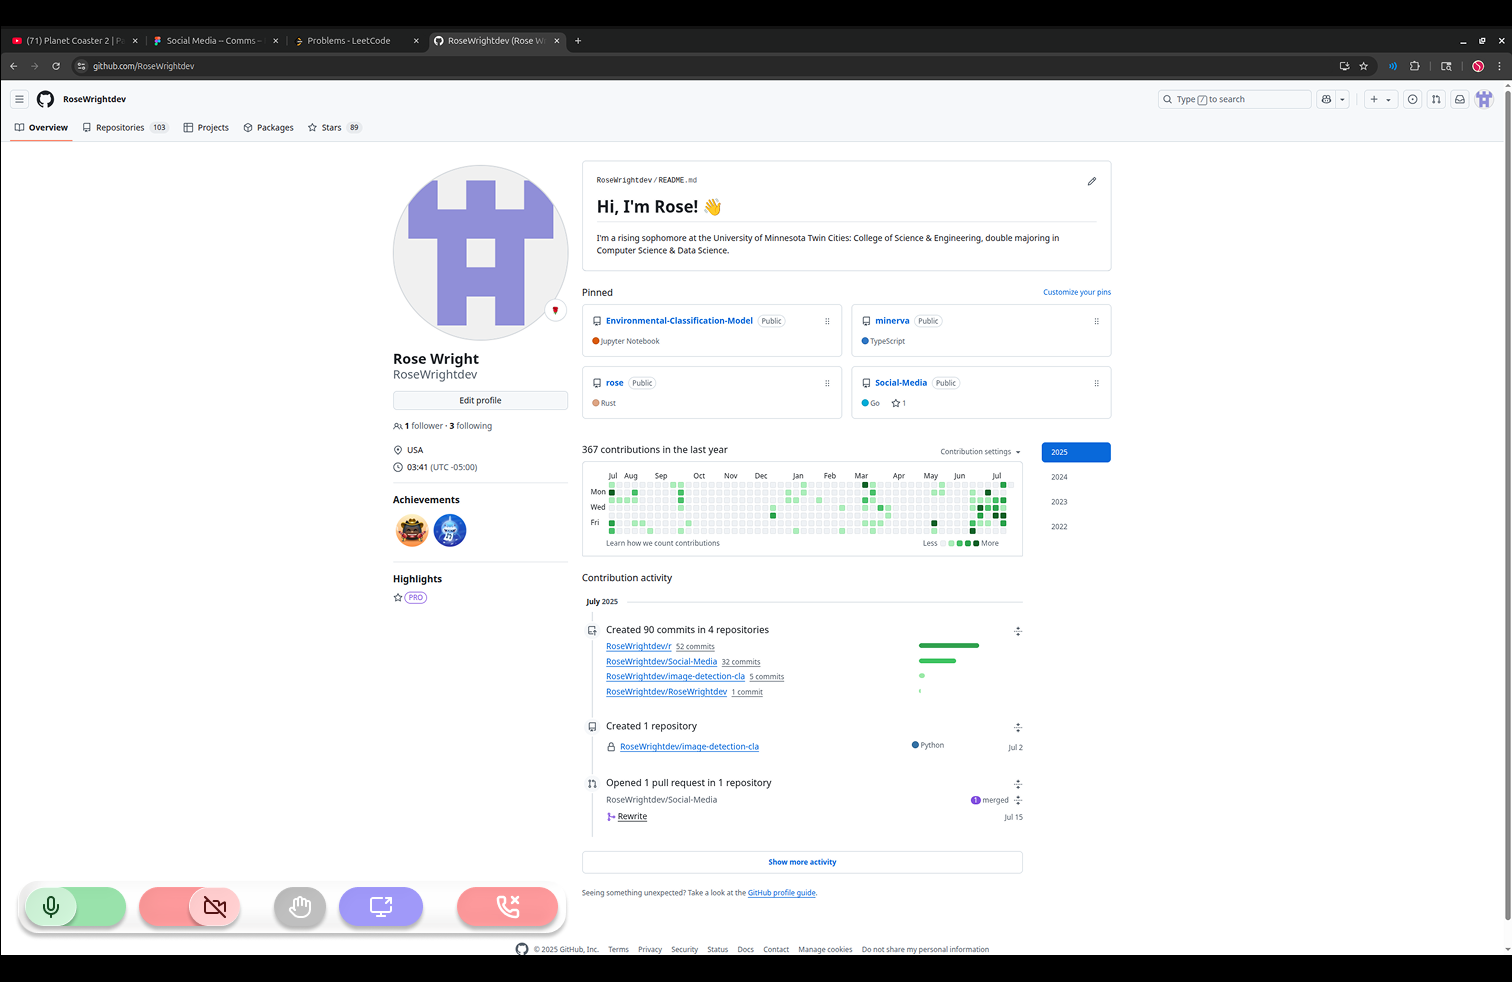 (71) Planet Coaster 2 |
Social Media – Comms –
Problems - LeetCode
RoseWrightdev (Rose W
github.com/RoseWrightdev
RoseWrightdev
Type / to search
Overview
Repositories 103
Projects
Packages
Stars 89
RoseWrightdev/README.md
Hi, I'm Rose! 👋
I'm a rising sophomore at the University of Minnesota Twin Cities: College of Science & Engineering, double majoring in
Computer Science & Data Science.
Rose Wright
RoseWrightdev
Edit profile
1 follower · 3 following
USA
03:41 (UTC -05:00)
Achievements
Highlights
PRO
Pinned
Customize your pins
Environmental-Classification-Model Public
Jupyter Notebook
minerva Public
TypeScript
rose Public
Rust
Social-Media Public
Go 1
367 contributions in the last year
Contribution settings
2025
2024
2023
2022
Jul Aug Sep Oct Nov Dec Jan Feb Mar Apr May Jun Jul
Mon
Wed
Fri
Learn how we count contributions
Less More
Contribution activity
July 2025
Created 90 commits in 4 repositories
RoseWrightdev/r 52 commits
RoseWrightdev/Social-Media 32 commits
RoseWrightdev/image-detection-cla 5 commits
RoseWrightdev/RoseWrightdev 1 commit
Created 1 repository
RoseWrightdev/image-detection-cla Python Jul 2
Opened 1 pull request in 1 repository
RoseWrightdev/Social-Media 1 merged
Rewrite Jul 15
Show more activity
Seeing something unexpected? Take a look at the GitHub profile guide.
© 2025 GitHub, Inc. Terms Privacy Security Status Docs Contact Manage cookies Do not share my personal information